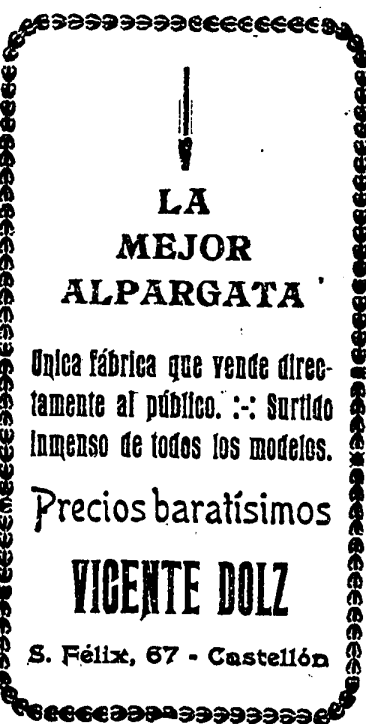 LA
MEJOR
ALPARGATA
Unica fábrica que vende direc-
tamente al público. :-: Surtido
inmenso de todos los modelos.
Precios baratísimos
VICENTE DOLZ
S. Félix, 67 - Castellón